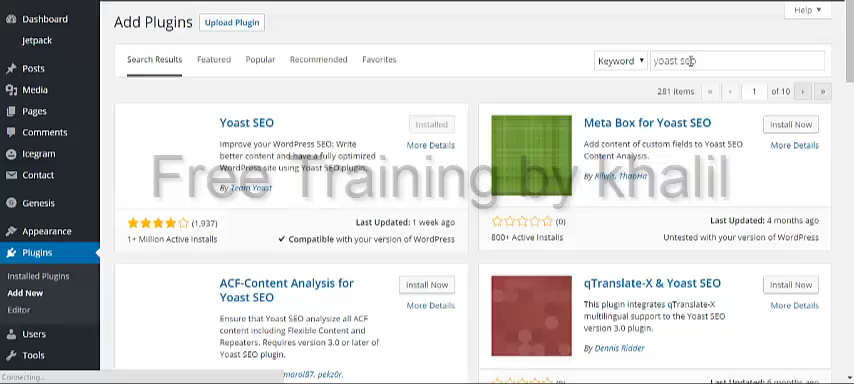 Help ▼
Dashboard
Jetpack
Posts
Media
Pages
Comments
Icegram
Contact
Genesis
Appearance
Plugins
Installed Plugins
Add New
Editor
Users
Tools
Connecting...
Add Plugins
Upload Plugin
Search Results
Featured
Popular
Recommended
Favorites
Keyword ▼
yoast seo
281 items « ‹ 1 of 10 › »
Yoast SEO
Installed
More Details
Improve your WordPress SEO: Write
better content and have a fully optimized
WordPress site using Yoast SEO plugin.
By Team Yoast
(1,937)
1+ Million Active Installs
Last Updated: 1 week ago
✔ Compatible with your version of WordPress
Meta Box for Yoast SEO
Install Now
More Details
Add content of custom fields to Yoast SEO
Content Analysis.
By Rilwis, ThaoHa
(0)
800+ Active Installs
Last Updated: 4 months ago
Untested with your version of WordPress
Free Training by khalil
ACF-Content Analysis for
Yoast SEO
Install Now
More Details
Ensure that Yoast SEO analyize all ACF
content including Flexible Content and
Repeaters. Requires version 3.0 or later of
Yoast SEO plugin.
pekz0r,
qTranslate-X & Yoast SEO
Install Now
More Details
This plugin integrates qTranslate-X
multilingual support to the Yoast SEO
version 3.0 plugin.
By Dennis Ridder